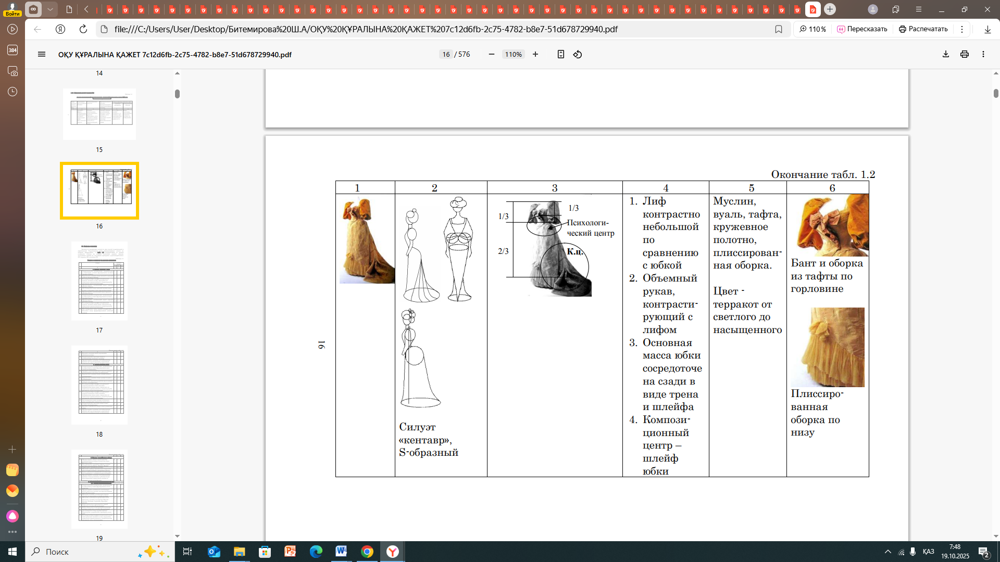 Войти
file:///C:/Users/User/Desktop/Битемирова%20Ш.А/ОҚУ%20ҚҰРАЛЫНА%20ҚАЖЕТ%207c12d6fb-2c75-4782-b8e7-51d678729940.pdf
110%
Пересказать
Распечатать
384
ОҚУ ҚҰРАЛЫНА ҚАЖЕТ 7c12d6fb-2c75-4782-b8e7-51d678729940.pdf
16 / 576
110%
14
15
16
17
18
19
Окончание табл. 1.2
1
2
3
4
5
6
Силуэт
«кентавр»,
S-образный
1/3
1/3
Психологи-
ческий центр
2/3
К.ц.
1. Лиф
контрастно
небольшой
по
сравнению
с юбкой
2. Объемный
рукав,
контрасти-
рующий с
лифом
3. Основная
масса юбки
сосредоточе
на сзади в
виде трена
и шлейфа
4. Компози-
ционный
центр –
шлейф
юбки
Муслин,
вуаль, тафта,
кружевное
полотно,
плиссирован-
ная оборка.
Цвет -
терракот от
светлого до
насыщенного
Бант и оборка
из тафты по
горловине
Плиссиро-
ванная
оборка по
низу
16
Поиск
ҚАЗ
7:48
19.10.2025
2